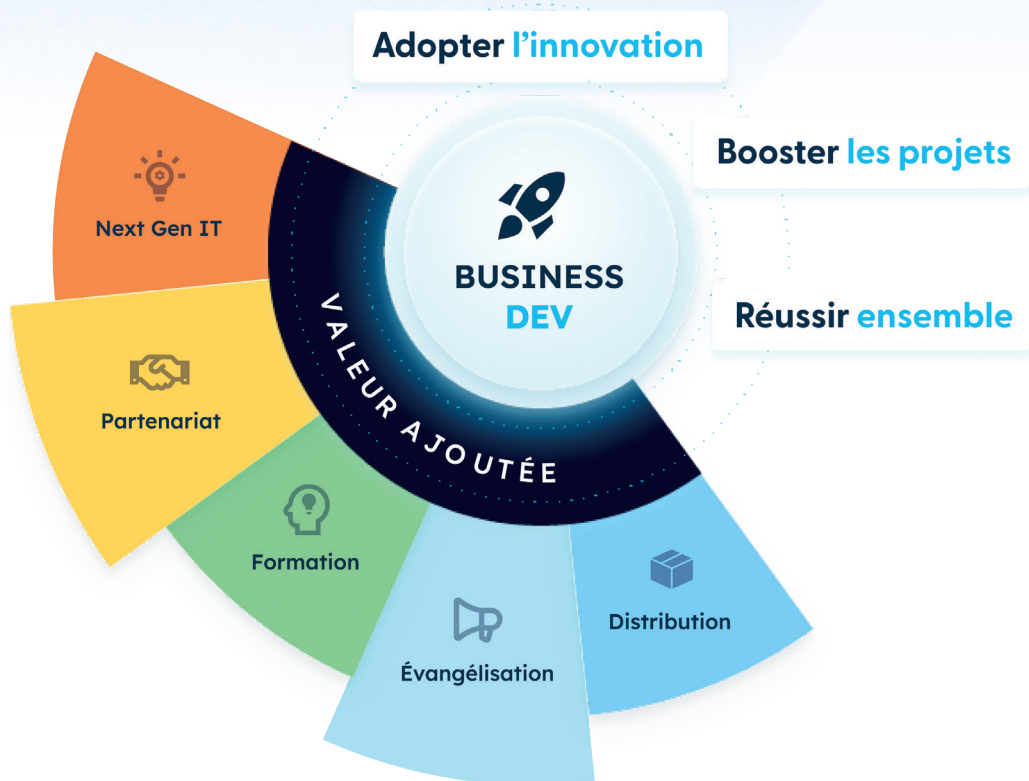 Adopter l'innovation
Booster les projets
Réussir ensemble
BUSINESS
DEV
VALEUR AJOUTÉE
Next Gen IT
Partenariat
Formation
Évangélisation
Distribution